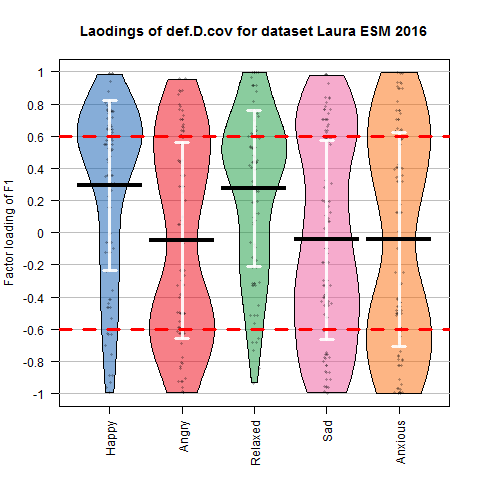 Laodings of def.D.cov for dataset Laura ESM 2016
Factor loading of F1
1
0.8
0.6
0.4
0.2
0
-0.2
-0.4
-0.6
-0.8
-1
Happy
Angry
Relaxed
Sad
Anxious